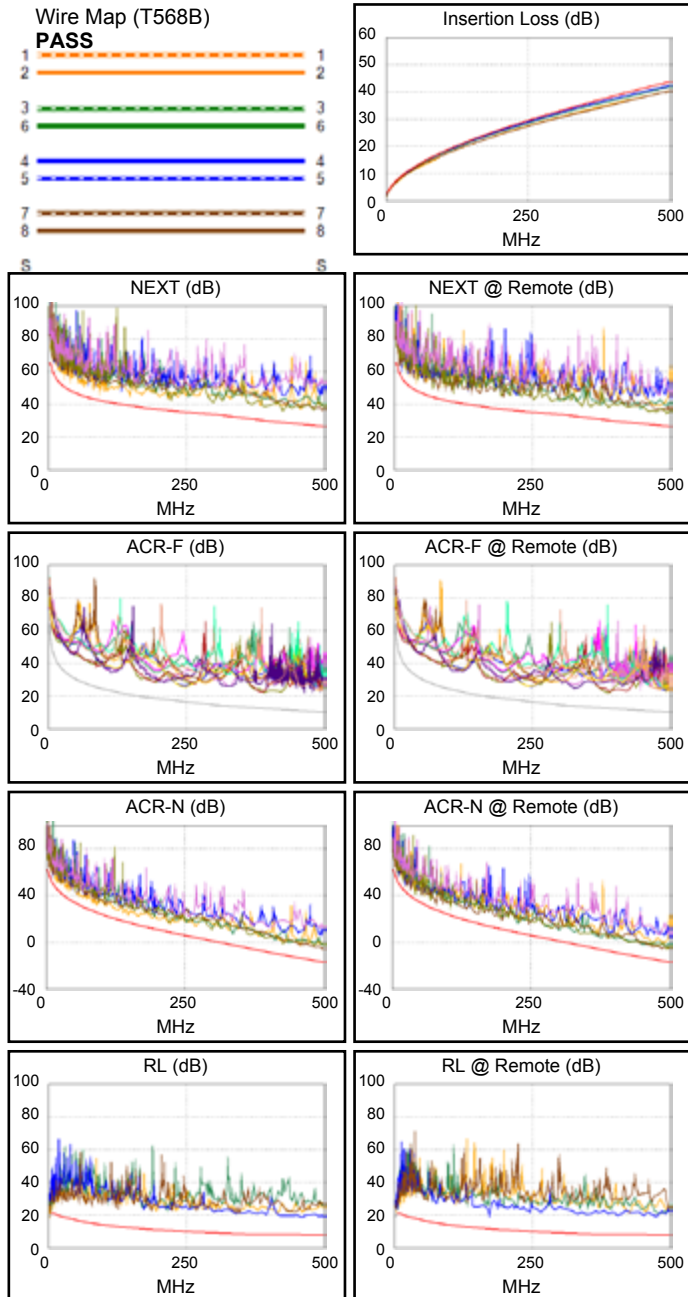 Wire Map (T568B)
PASS
1 1
2 2
3 3
6 6
4 4
5 5
7 7
8 8
S S
Insertion Loss (dB)
60
50
40
30
20
10
0
0 250 500
MHz
NEXT (dB)
100
80
60
40
20
0
0 250 500
MHz
NEXT @ Remote (dB)
100
80
60
40
20
0
0 250 500
MHz
ACR-F (dB)
100
80
60
40
20
0
0 250 500
MHz
ACR-F @ Remote (dB)
100
80
60
40
20
0
0 250 500
MHz
ACR-N (dB)
80
40
0
-40
0 250 500
MHz
ACR-N @ Remote (dB)
80
40
0
-40
0 250 500
MHz
RL (dB)
100
80
60
40
20
0
0 250 500
MHz
RL @ Remote (dB)
100
80
60
40
20
0
0 250 500
MHz